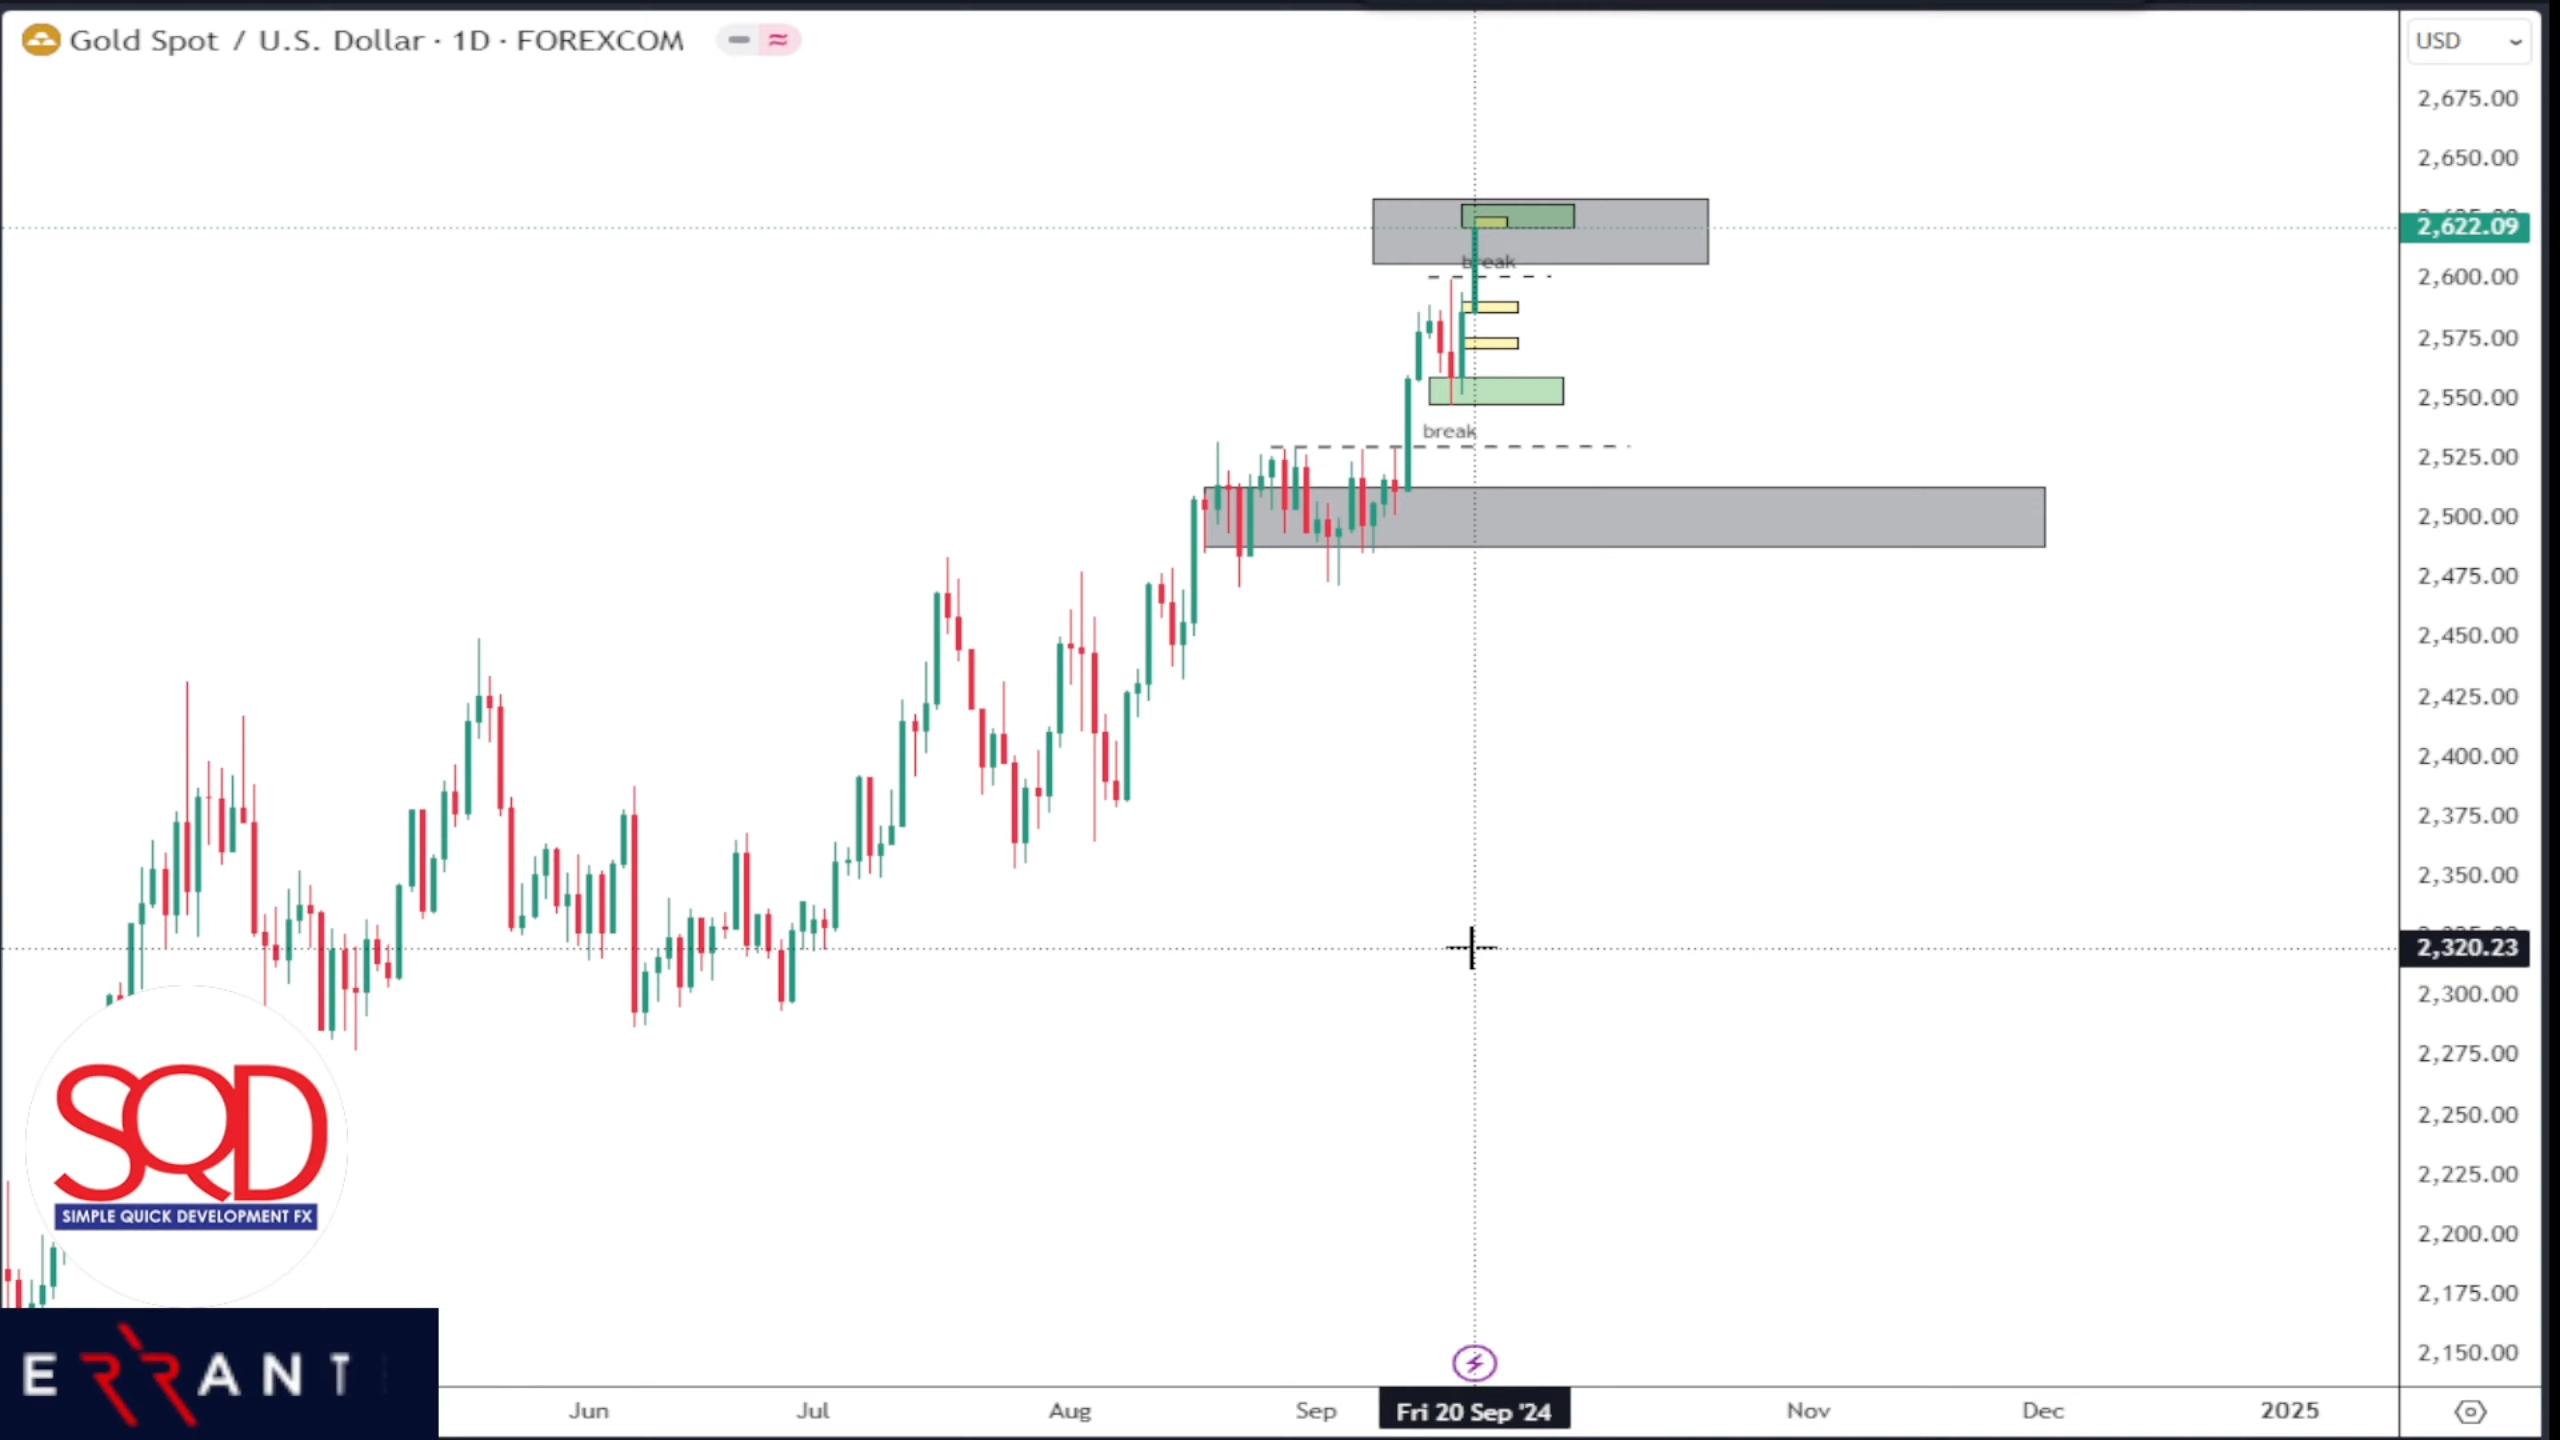 Gold Spot / U.S. Dollar · 1D · FOREXCOM
USD
2,675.00
2,650.00
2,622.09
2,600.00
2,575.00
2,550.00
2,525.00
2,500.00
2,475.00
2,450.00
2,425.00
2,400.00
2,375.00
2,350.00
2,320.23
2,300.00
2,275.00
2,250.00
2,225.00
2,200.00
2,175.00
2,150.00
break
break
SQD
SIMPLE QUICK DEVELOPMENT FX
ERRANT
Jun
Jul
Aug
Sep
Fri 20 Sep '24
Nov
Dec
2025